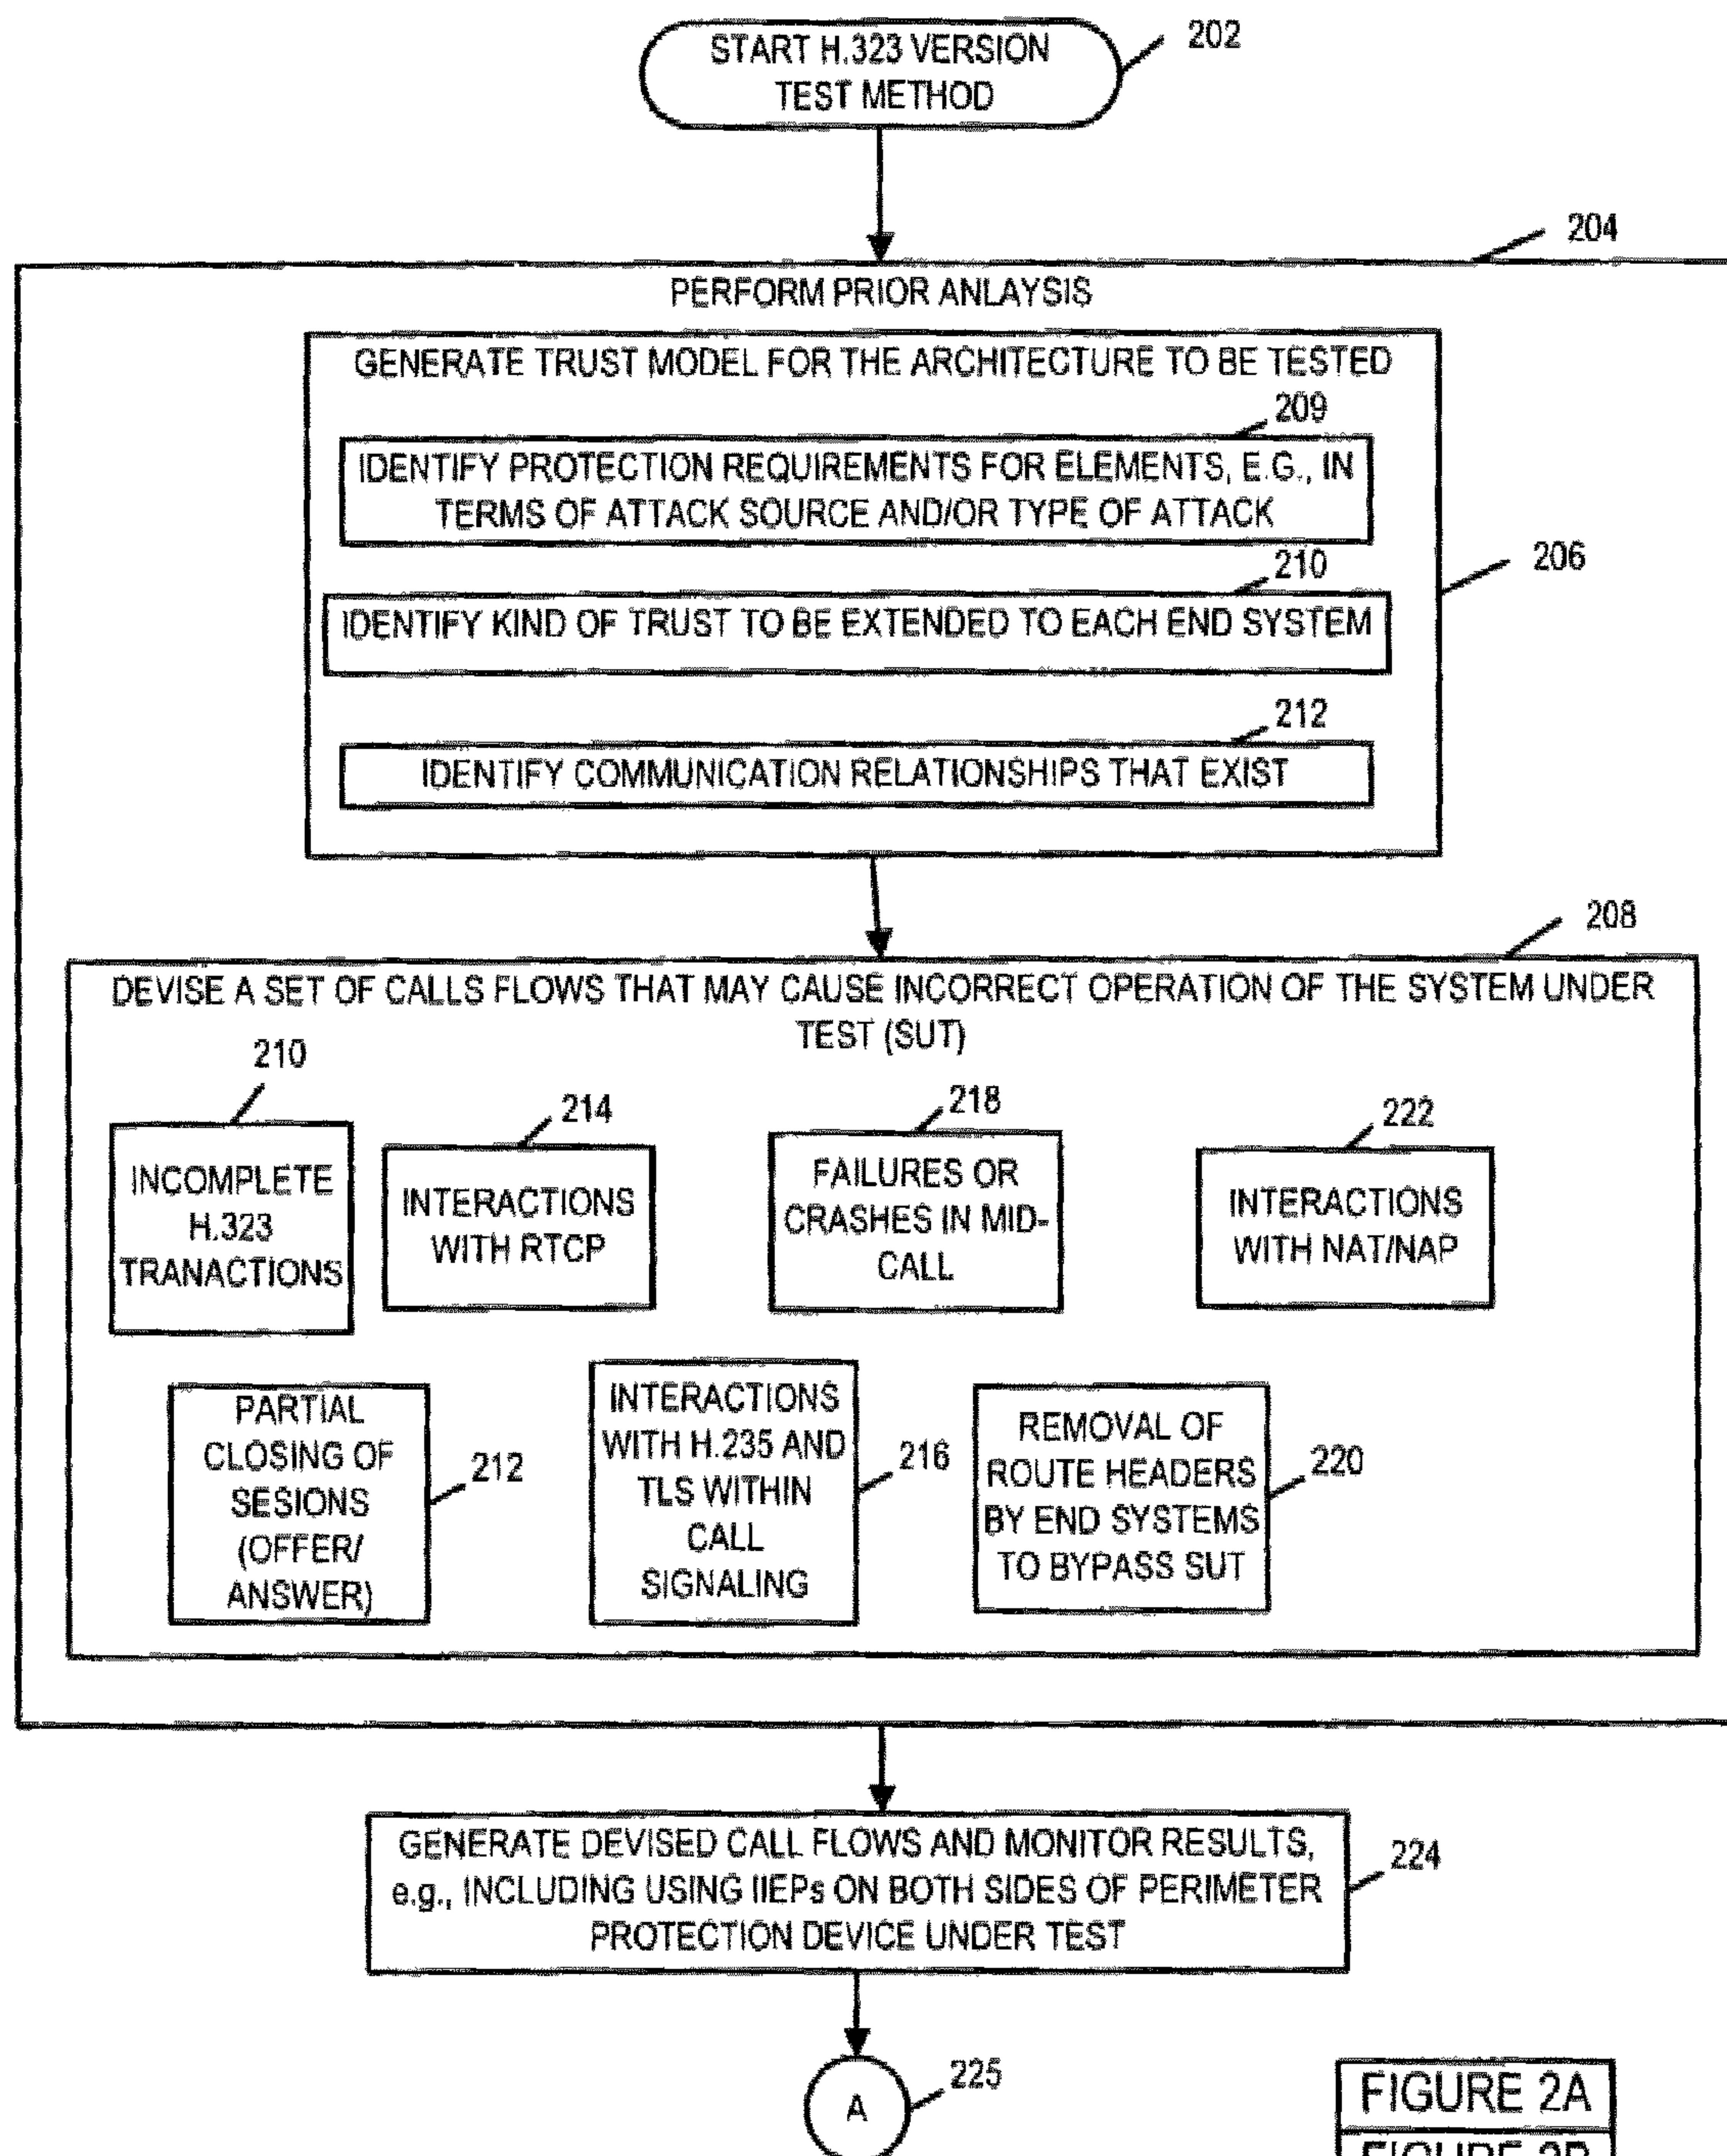 START H.323 VERSION
TEST METHOD
202
204
PERFORM PRIOR ANLAYSIS
GENERATE TRUST MODEL FOR THE ARCHITECTURE TO BE TESTED
209
IDENTIFY PROTECTION REQUIREMENTS FOR ELEMENTS, E.G., IN
TERMS OF ATTACK SOURCE AND/OR TYPE OF ATTACK
206
210
IDENTIFY KIND OF TRUST TO BE EXTENDED TO EACH END SYSTEM
212
IDENTIFY COMMUNICATION RELATIONSHIPS THAT EXIST
208
DEVISE A SET OF CALLS FLOWS THAT MAY CAUSE INCORRECT OPERATION OF THE SYSTEM UNDER
TEST (SUT)
210
INCOMPLETE
H.323
TRANACTIONS
214
INTERACTIONS
WITH RTCP
218
FAILURES OR
CRASHES IN MID-
CALL
222
INTERACTIONS
WITH NAT/NAP
PARTIAL
CLOSING OF
SESIONS
(OFFER/
ANSWER)
212
INTERACTIONS
WITH H.235 AND
TLS WITHIN
CALL
SIGNALING
216
REMOVAL OF
ROUTE HEADERS
BY END SYSTEMS
TO BYPASS SUT
220
GENERATE DEVISED CALL FLOWS AND MONITOR RESULTS,
e.g., INCLUDING USING IIEPs ON BOTH SIDES OF PERIMETER
PROTECTION DEVICE UNDER TEST
224
A
225
FIGURE 2A
FIGURE 2B